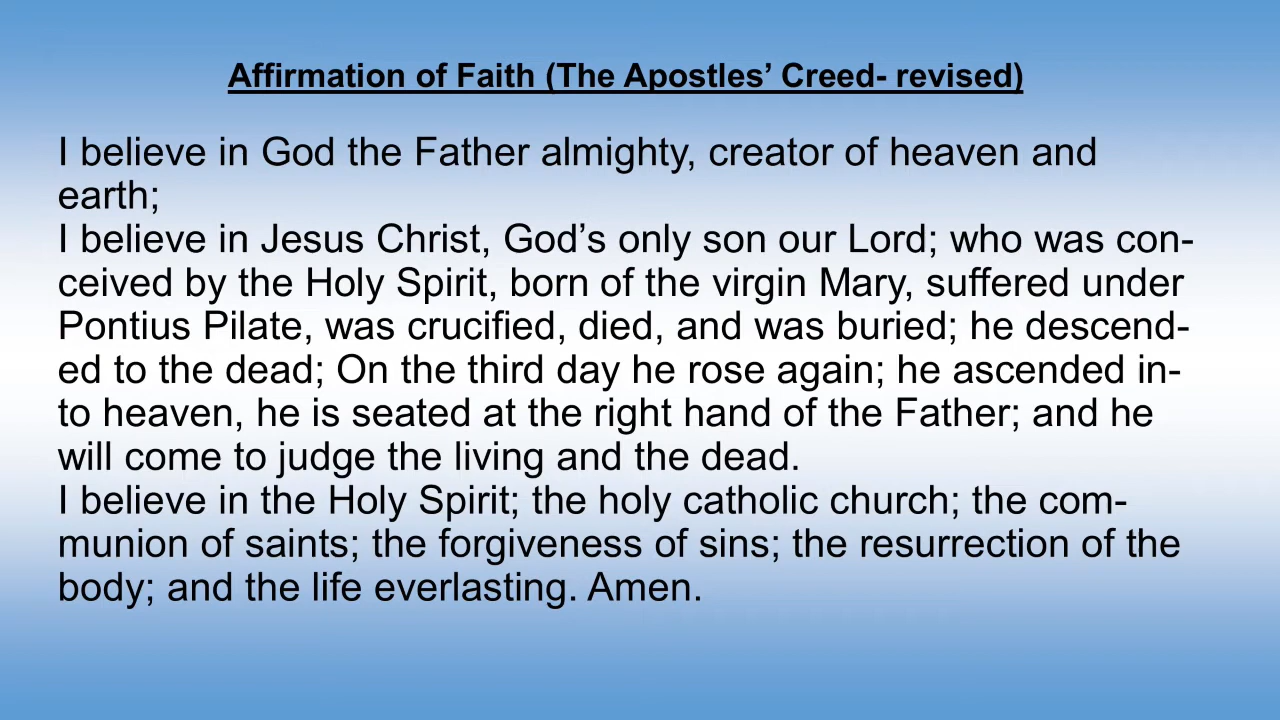 Affirmation of Faith (The Apostles’ Creed- revised)
I believe in God the Father almighty, creator of heaven and
earth;
I believe in Jesus Christ, God’s only son our Lord; who was con-
ceived by the Holy Spirit, born of the virgin Mary, suffered under
Pontius Pilate, was crucified, died, and was buried; he descend-
ed to the dead; On the third day he rose again; he ascended in-
to heaven, he is seated at the right hand of the Father; and he
will come to judge the living and the dead.
I believe in the Holy Spirit; the holy catholic church; the com-
munion of saints; the forgiveness of sins; the resurrection of the
body; and the life everlasting. Amen.